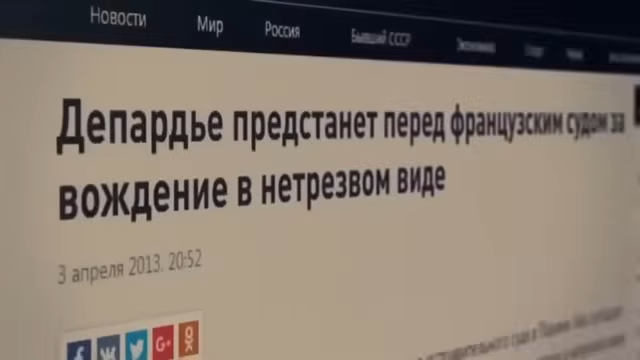 Новости Мир Россия Бывший СССР Экономика
Депардье предстанет перед французским судом за
вождение в нетрезвом виде
3 апреля 2013, 20:52